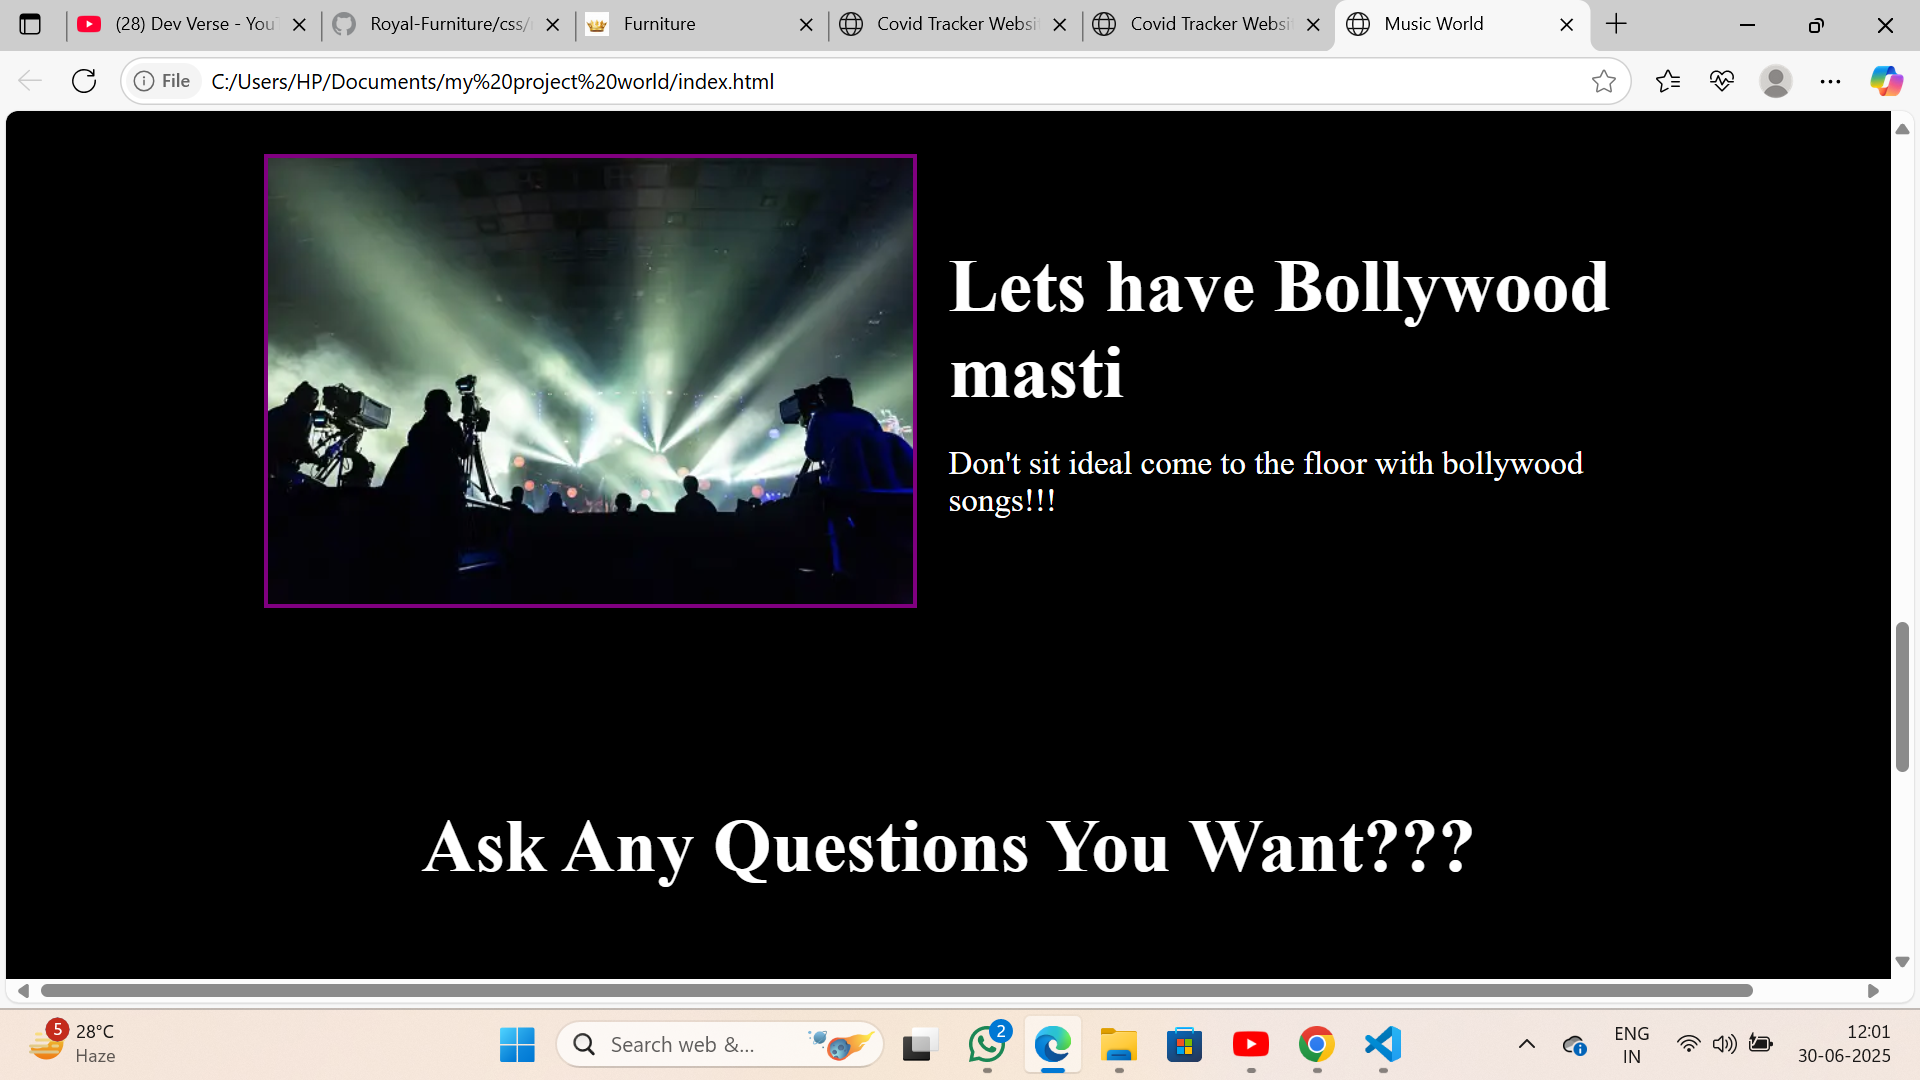 (28) Dev Verse - You
Royal-Furniture/css/
Furniture
Covid Tracker Websi
Covid Tracker Websi
Music World
File
C:/Users/HP/Documents/my%20project%20world/index.html
Lets have Bollywood
masti
Don't sit ideal come to the floor with bollywood
songs!!!
Ask Any Questions You Want???
5
28°C
Haze
Search web &...
2
ENG
IN
12:01
30-06-2025